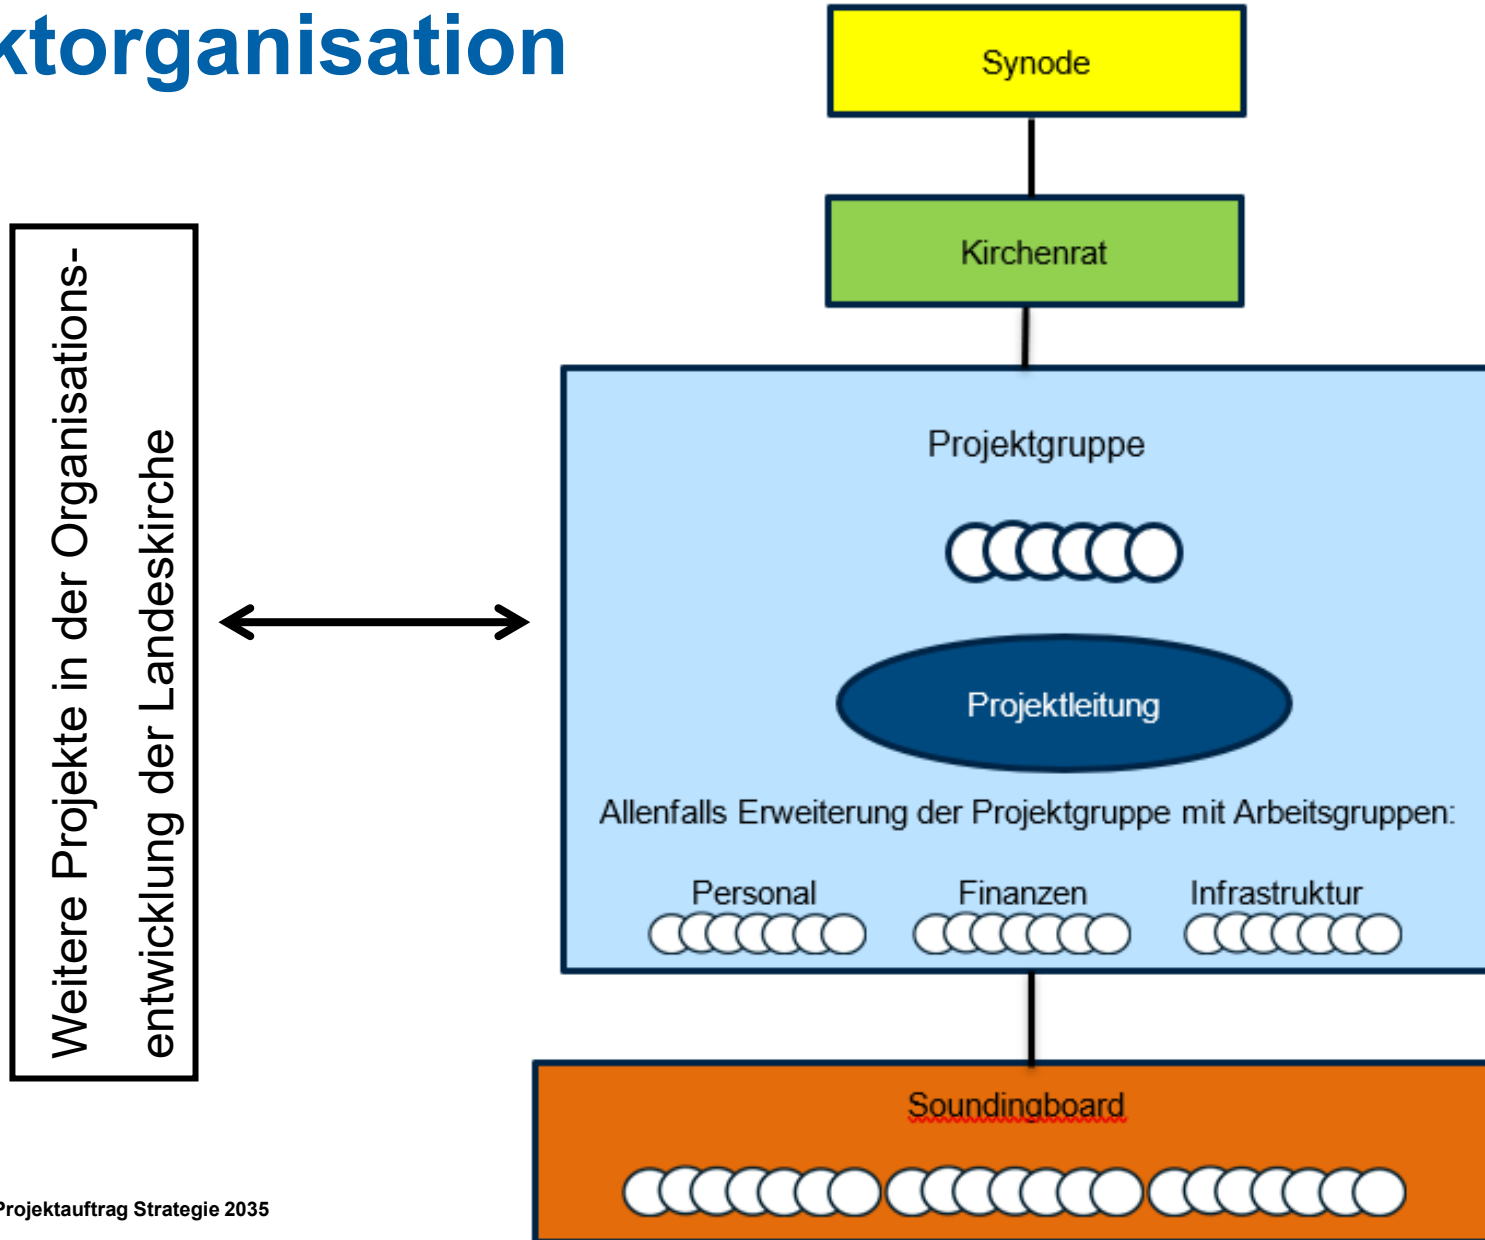 ktorganisation
Synode
Kirchenrat
Weitere Projekte in der Organisations-
entwicklung der Landeskirche
Projektgruppe
Projektleitung
Allenfalls Erweiterung der Projektgruppe mit Arbeitsgruppen:
Personal Finanzen Infrastruktur
Soundingboard
Projektauftrag Strategie 2035